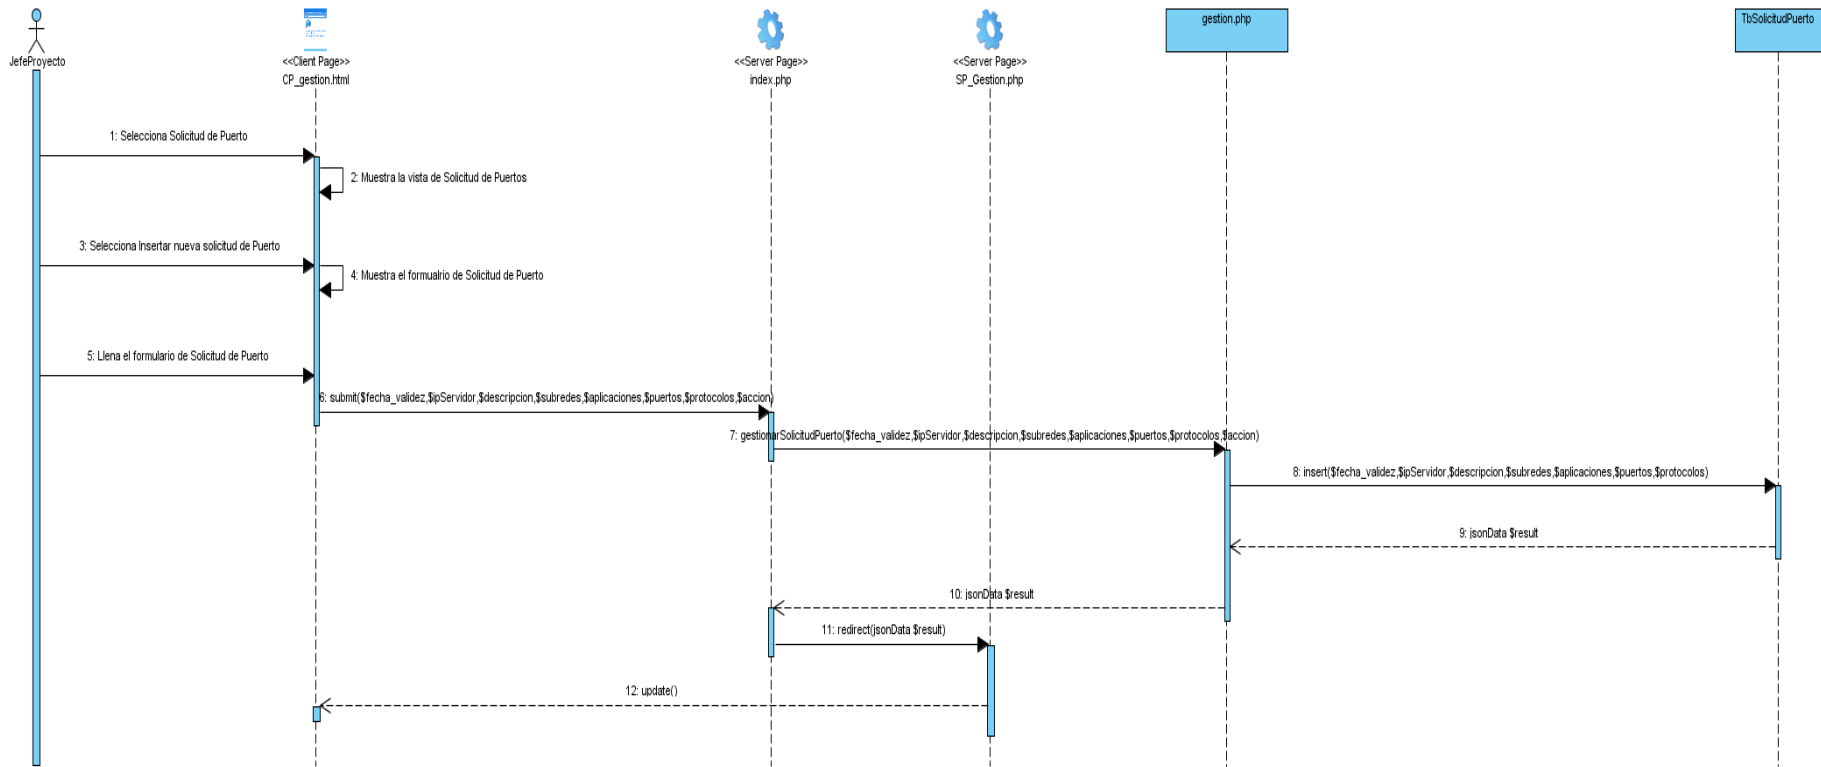 JefeProyecto
<<Client Page>>
CP_gestion.html
<<Server Page>>
index.php
<<Server Page>>
SP_Gestion.php
gestion.php
TbSolicitudPuerto
1: Selecciona Solicitud de Puerto
2: Muestra la vista de Solicitud de Puertos
3: Selecciona Insertar nueva solicitud de Puerto
4: Muestra el formualrio de Solicitud de Puerto
5: Llena el formulario de Solicitud de Puerto
6: submit($fecha_validez,$ipServidor,$descripcion,$subredes,$aplicaciones,$puertos,$protocolos,$accion)
7: gestionarSolicitudPuerto($fecha_validez,$ipServidor,$descripcion,$subredes,$aplicaciones,$puertos,$protocolos,$accion)
8: insert($fecha_validez,$ipServidor,$descripcion,$subredes,$aplicaciones,$puertos,$protocolos)
9: jsonData $result
10: jsonData $result
11: redirect(jsonData $result)
12: update()